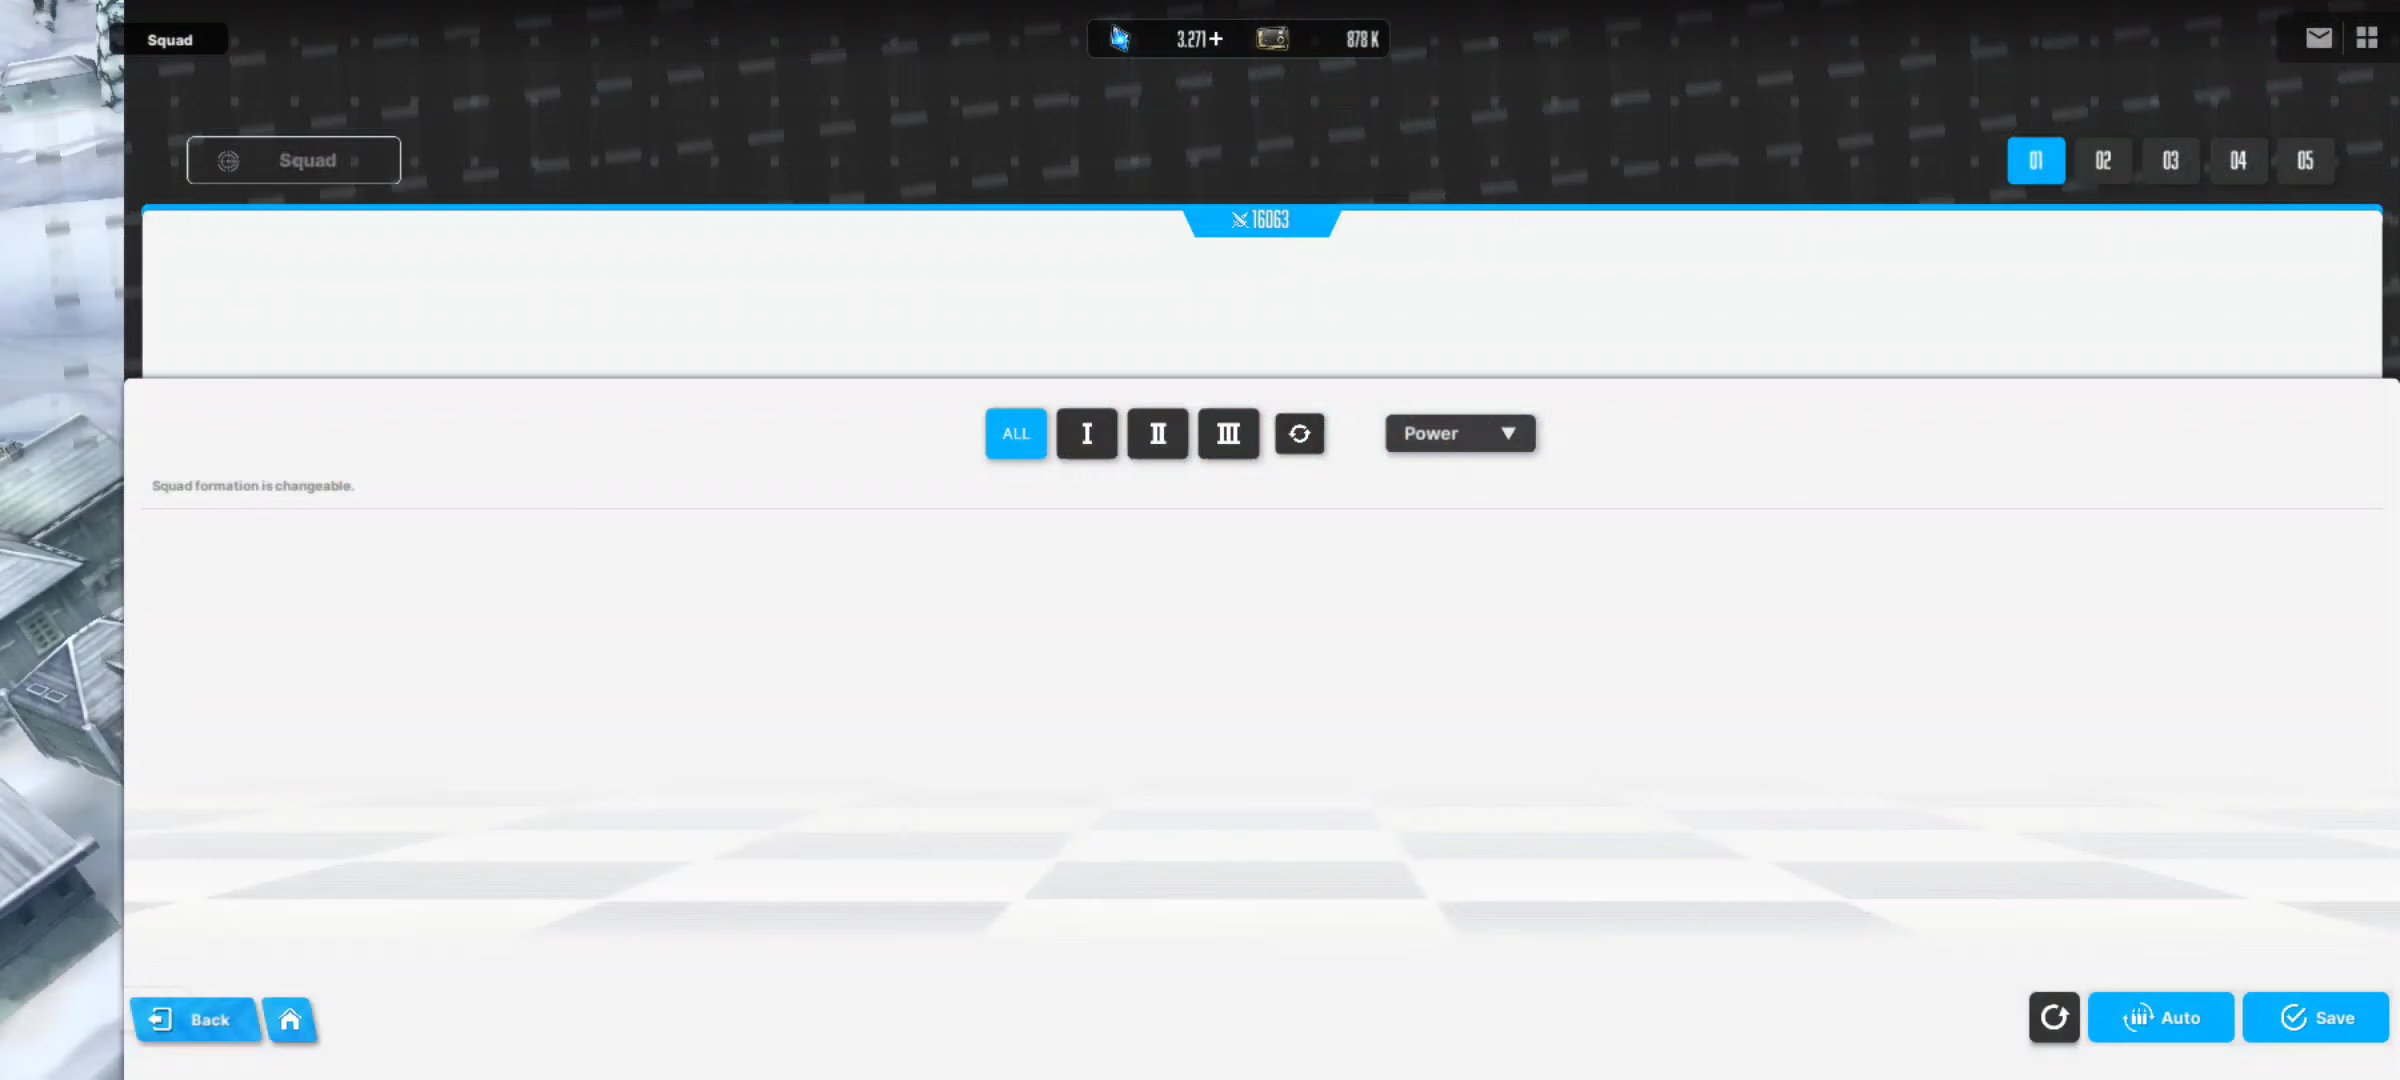 Squad
3.271+
878 K
Squad
01
02
03
04
05
16063
ALL
I
II
III
Power
Squad formation is changeable.
Back
Auto
Save